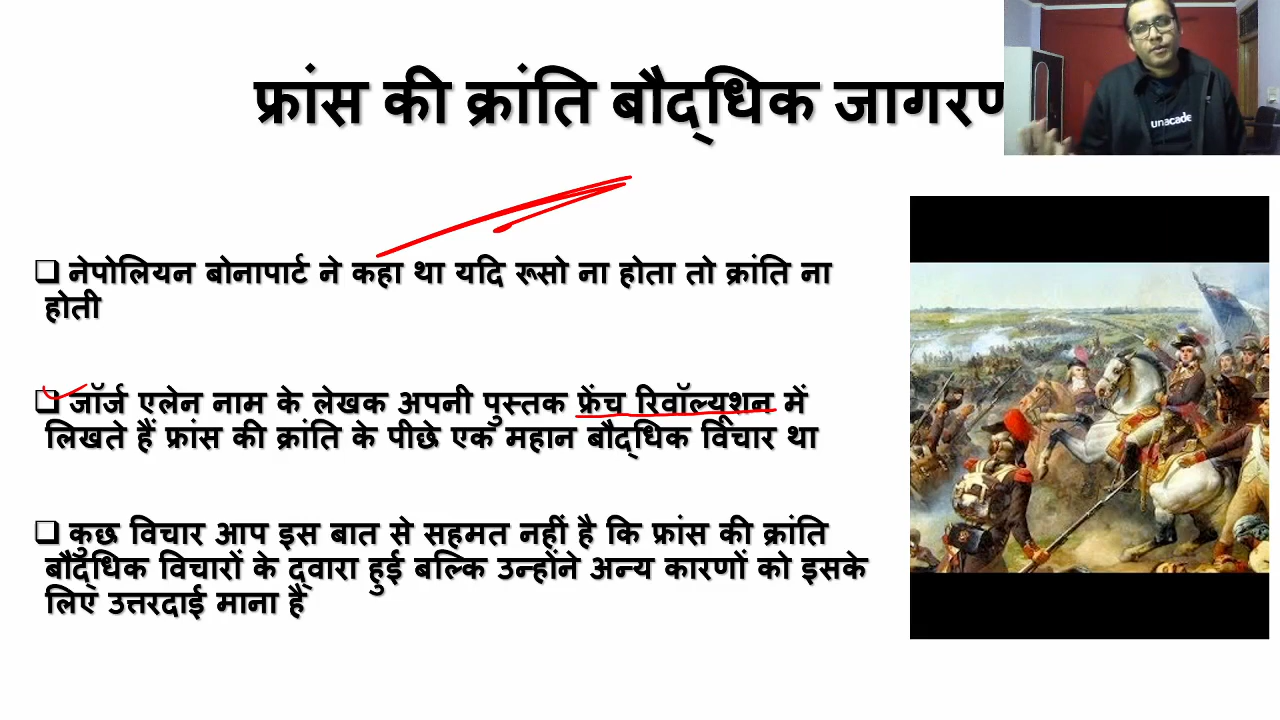 फ्रांस की क्रांति बौद्धिक जागरण
unacade
नेपोलियन बोनापार्ट ने कहा था यदि रूसो ना होता तो क्रांति ना
होती
जॉर्ज एलेन नाम के लेखक अपनी पुस्तक फ्रेंच रिवॉल्यूशन में
लिखते हैं फ्रांस की क्रांति के पीछे एक महान बौद्धिक विचार था
कुछ विचार आप इस बात से सहमत नहीं है कि फ्रांस की क्रांति
बौद्धिक विचारों के द्वारा हुई बल्कि उन्होंने अन्य कारणों को इसके
लिए उत्तरदाई माना है